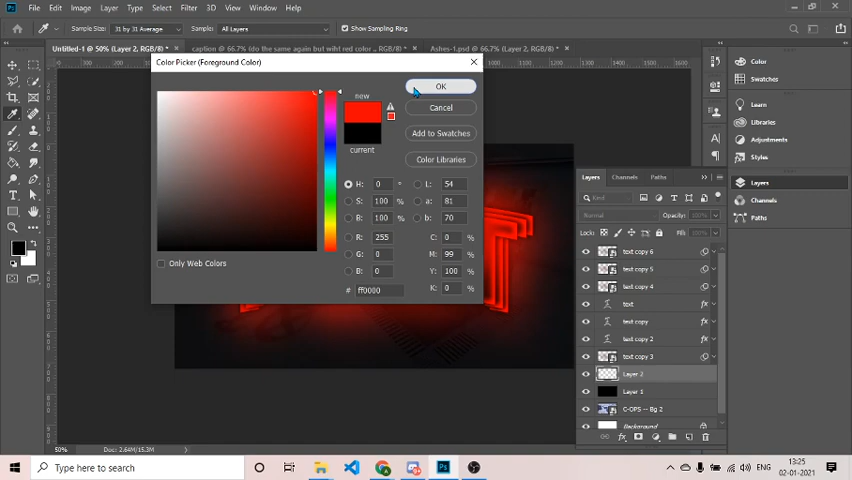 File Edit Image Layer Type Select Filter 3D View Window Help
Sample Size: 31 by 31 Average Sample: All Layers Show Sampling Ring
Untitled-1 @ 50% (Layer 2, RGB/8) *
caption @ 66.7% (do the same again but wiht red color ..., RGB/8) *
Ashes-1.psd @ 66.7% (Layer 2, RGB/8) *
Color Picker (Foreground Color)
new
current
OK
Cancel
Add to Swatches
Color Libraries
H: 0 °
S: 100 %
B: 100 %
R: 255
G: 0
B: 0
# ff0000
L: 54
a: 81
b: 70
C: 0 %
M: 99 %
Y: 100 %
K: 0 %
Only Web Colors
Color
Swatches
Learn
Libraries
Adjustments
Styles
Layers
Channels
Paths
Layers Channels Paths
Kind
Normal Opacity:
Lock: Fill:
text copy 6
text copy 5
text copy 4
text
text copy
text copy 2
text copy 3
Layer 2
Layer 1
C-OPS -- Bg 2
Background
50% Doc: 2.64M/15.3M
Type here to search
ENG
13:25
02-01-2021